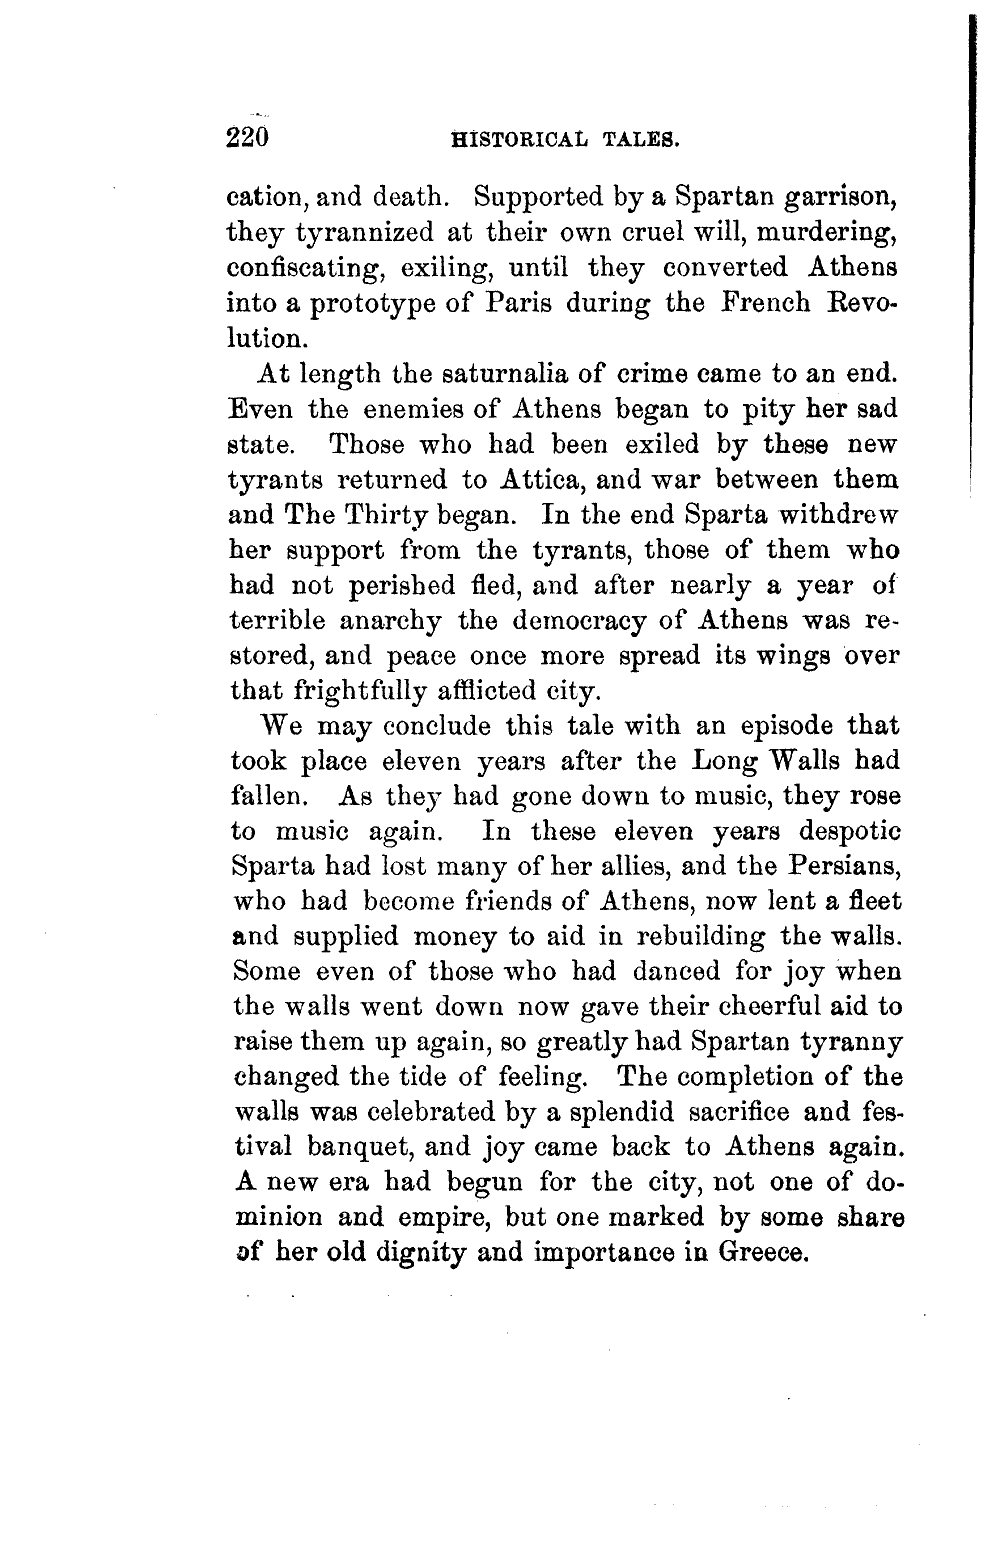 220 HISTORICAL TALES.
cation, and death. Supported by a Spartan garrison,
they tyrannized at their own cruel will, murdering,
confiscating, exiling, until they converted Athens
into a prototype of Paris during the French Revo-
lution.
At length the saturnalia of crime came to an end.
Even the enemies of Athens began to pity her sad
state. Those who had been exiled by these new
tyrants returned to Attica, and war between them
and The Thirty began. In the end Sparta withdrew
her support from the tyrants, those of them who
had not perished fled, and after nearly a year of
terrible anarchy the democracy of Athens was re-
stored, and peace once more spread its wings over
that frightfully afflicted city.
We may conclude this tale with an episode that
took place eleven years after the Long Walls had
fallen. As they had gone down to music, they rose
to music again. In these eleven years despotic
Sparta had lost many of her allies, and the Persians,
who had become friends of Athens, now lent a fleet
and supplied money to aid in rebuilding the walls.
Some even of those who had danced for joy when
the walls went down now gave their cheerful aid to
raise them up again, so greatly had Spartan tyranny
changed the tide of feeling. The completion of the
walls was celebrated by a splendid sacrifice and fes-
tival banquet, and joy came back to Athens again.
A new era had begun for the city, not one of do-
minion and empire, but one marked by some share
of her old dignity and importance in Greece.